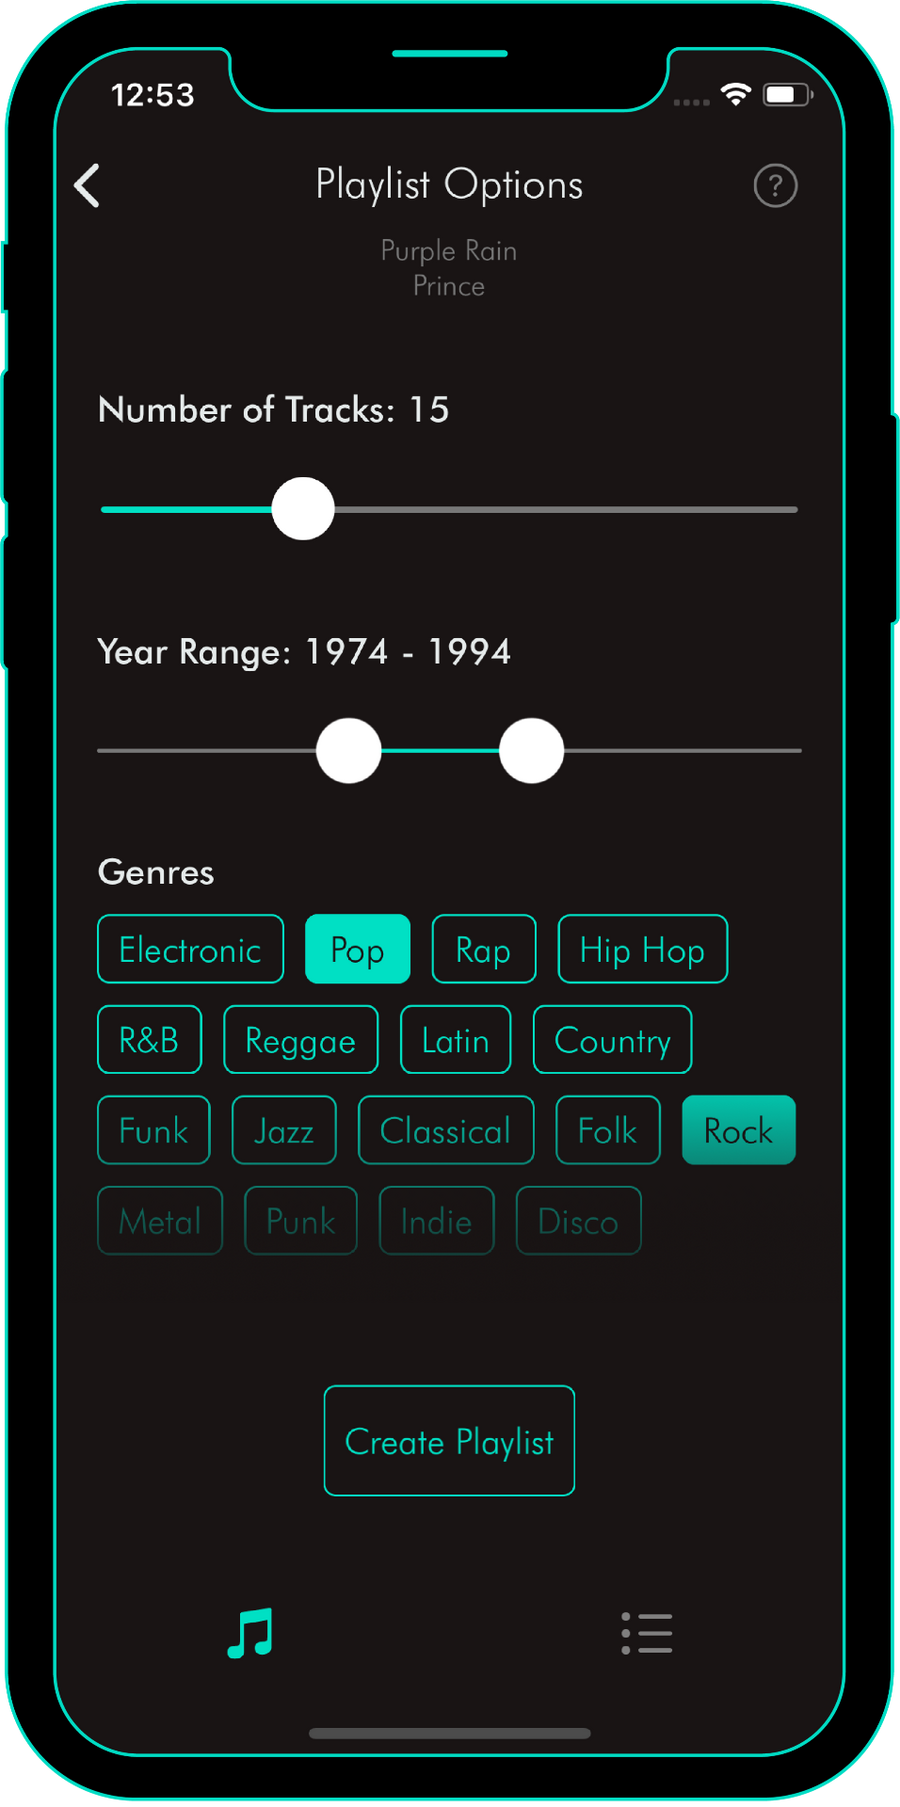 12:53
Playlist Options
?
Purple Rain
Prince
Number of Tracks: 15
Year Range: 1974 - 1994
Genres
Electronic Pop Rap Hip Hop
R&B Reggae Latin Country
Funk Jazz Classical Folk Rock
Metal Punk Indie Disco
Create Playlist